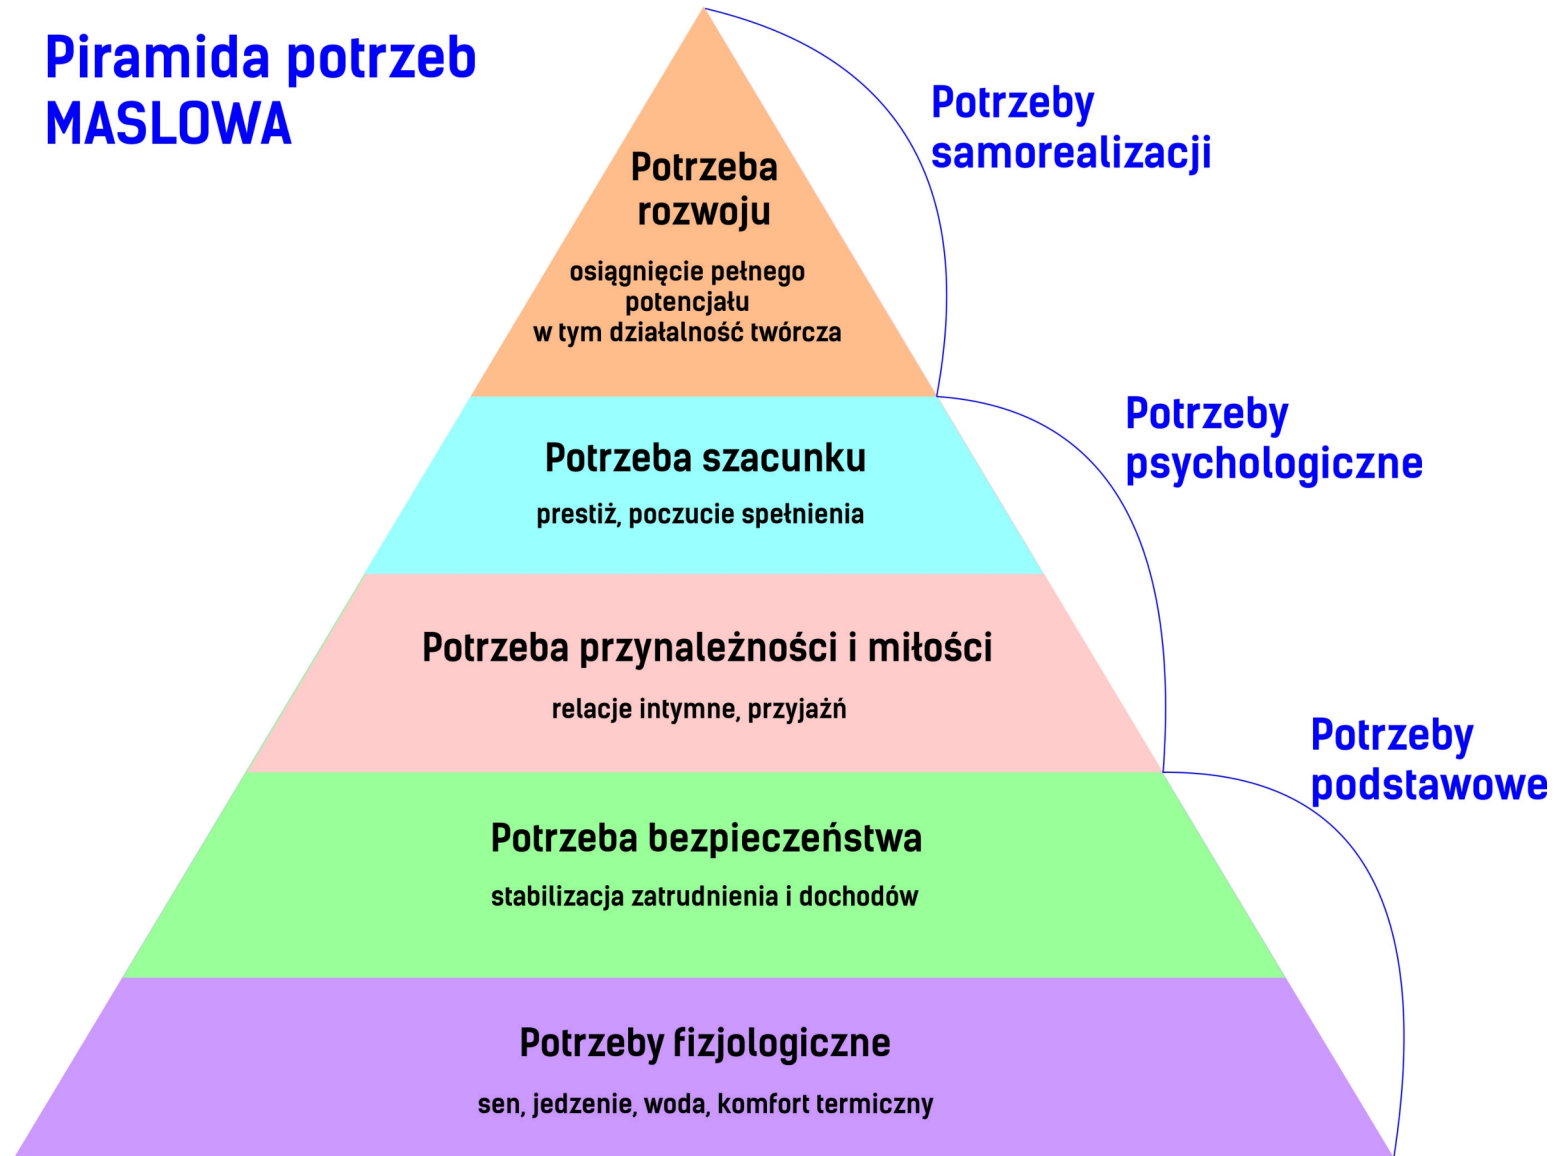 Piramida potrzeb
MASLOWA
Potrzeby
samorealizacji
Potrzeba
rozwoju
osiągnięcie pełnego
potencjału
w tym działalność twórcza
Potrzeby
psychologiczne
Potrzeba szacunku
prestiż, poczucie spełnienia
Potrzeba przynależności i miłości
relacje intymne, przyjaźń
Potrzeby
podstawowe
Potrzeba bezpieczeństwa
stabilizacja zatrudnienia i dochodów
Potrzeby fizjologiczne
sen, jedzenie, woda, komfort termiczny